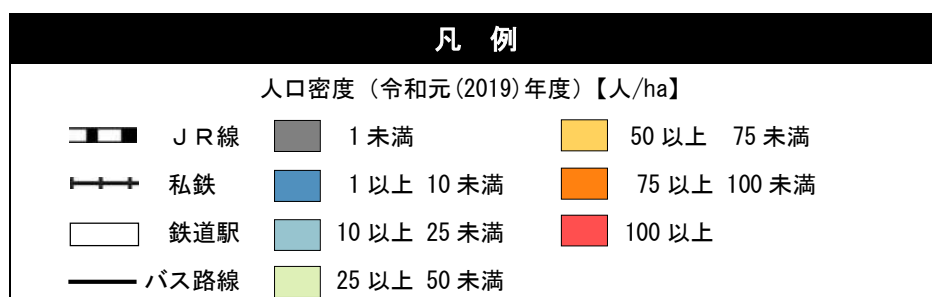 凡 例
人口密度（令和元(2019)年度）【人/ha】
ＪＲ線 1 未満 50 以上 75 未満
私鉄 1 以上 10 未満 75 以上 100 未満
鉄道駅 10 以上 25 未満 100 以上
バス路線 25 以上 50 未満